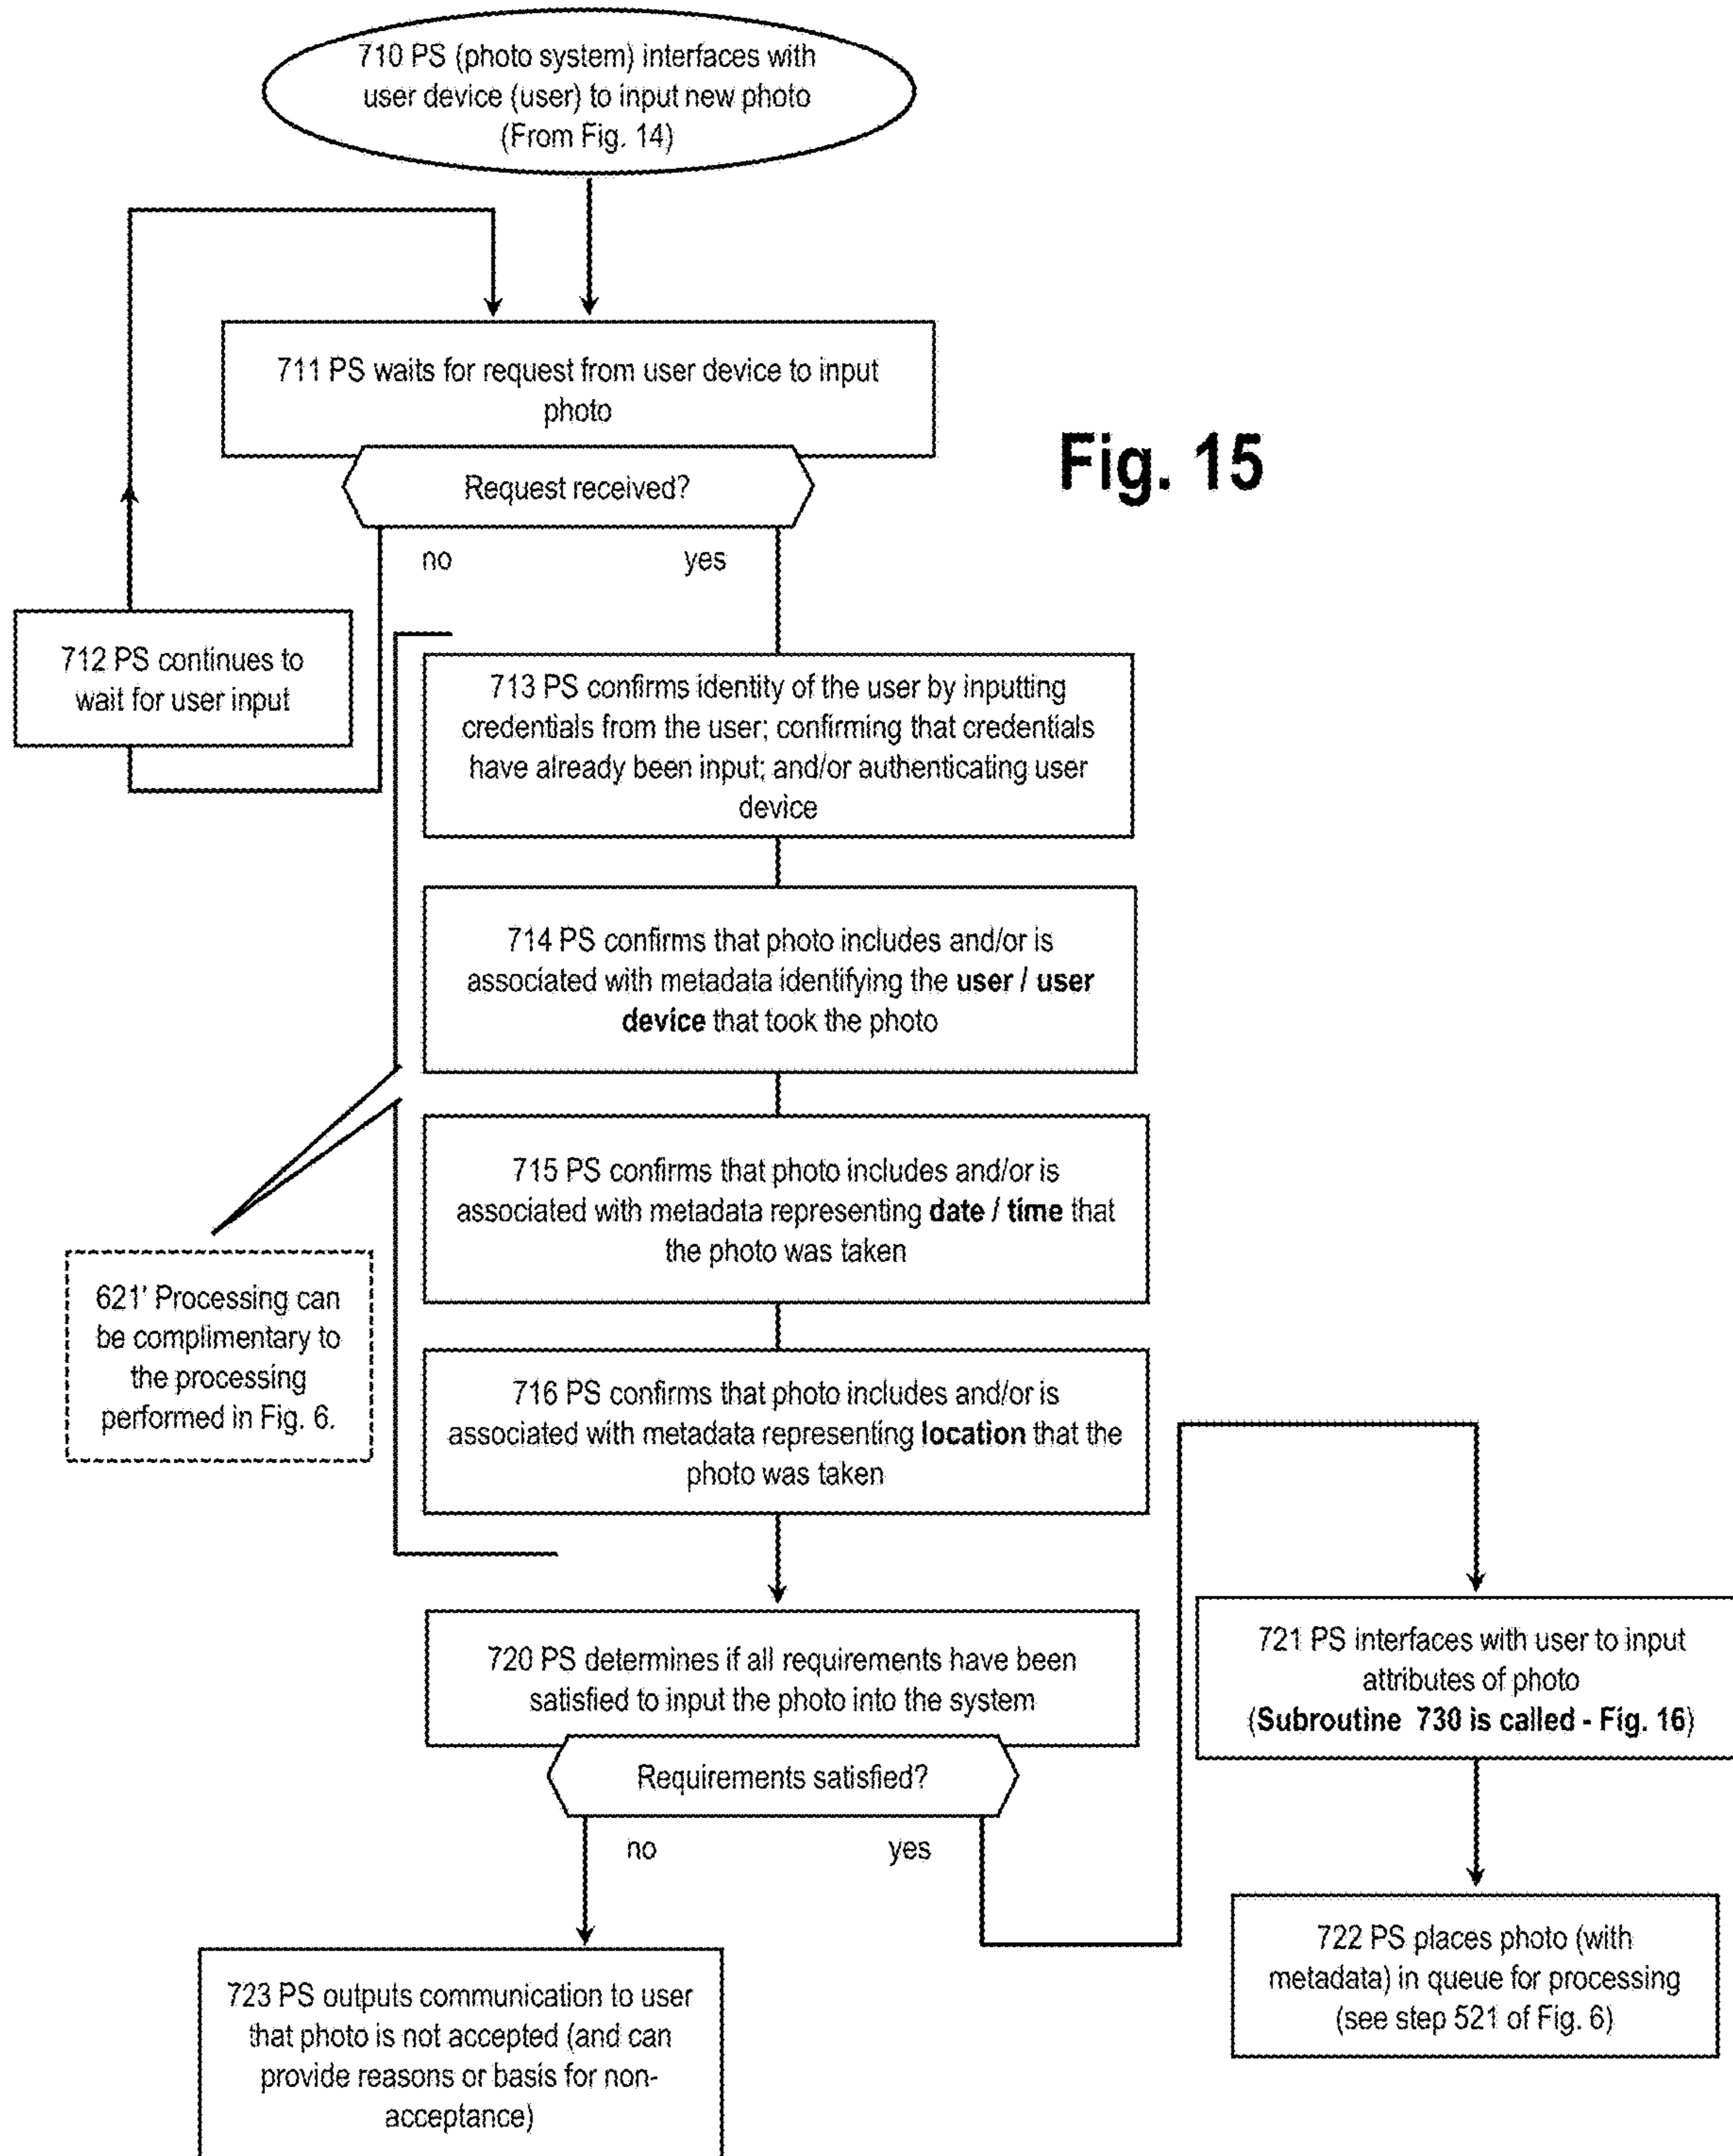 710 PS (photo system) interfaces with
user device (user) to input new photo
(From Fig. 14)
711 PS waits for request from user device to input
photo
Fig. 15
Request received?
no
yes
712 PS continues to
wait for user input
713 PS confirms identity of the user by inputting
credentials from the user; confirming that credentials
have already been input; and/or authenticating user
device
714 PS confirms that photo includes and/or is
associated with metadata identifying the user / user
device that took the photo
715 PS confirms that photo includes and/or is
associated with metadata representing date / time that
the photo was taken
621' Processing can
be complimentary to
the processing
performed in Fig. 6.
716 PS confirms that photo includes and/or is
associated with metadata representing location that the
photo was taken
720 PS determines if all requirements have been
satisfied to input the photo into the system
Requirements satisfied?
no
yes
721 PS interfaces with user to input
attributes of photo
(Subroutine 730 is called - Fig. 16)
722 PS places photo (with
metadata) in queue for processing
(see step 521 of Fig. 6)
723 PS outputs communication to user
that photo is not accepted (and can
provide reasons or basis for non-
acceptance)